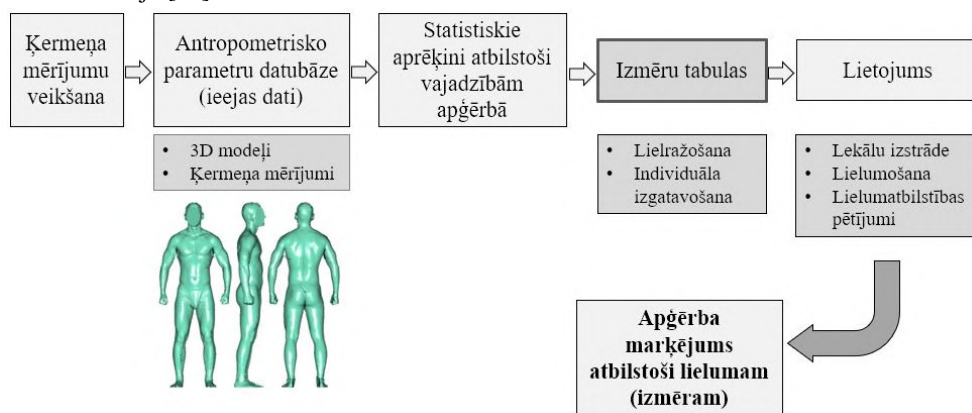 Ķermeņa
mērījumu
veikšana
Antropometrisko
parametru datubāze
(ieejas dati)
Statistiskie
aprēķini atbilstoši
vajadzībām
apģērbā
Izmēru tabulas
Lietojums
• 3D modeļi
• Ķermeņa mērījumi
• Lielražošana
• Individuāla
izgatavošana
• Lekālu izstrāde
• Lielumošana
• Lielumatbilstības
pētījumi
Apģērba
marķējums
atbilstoši lielumam
(izmēram)